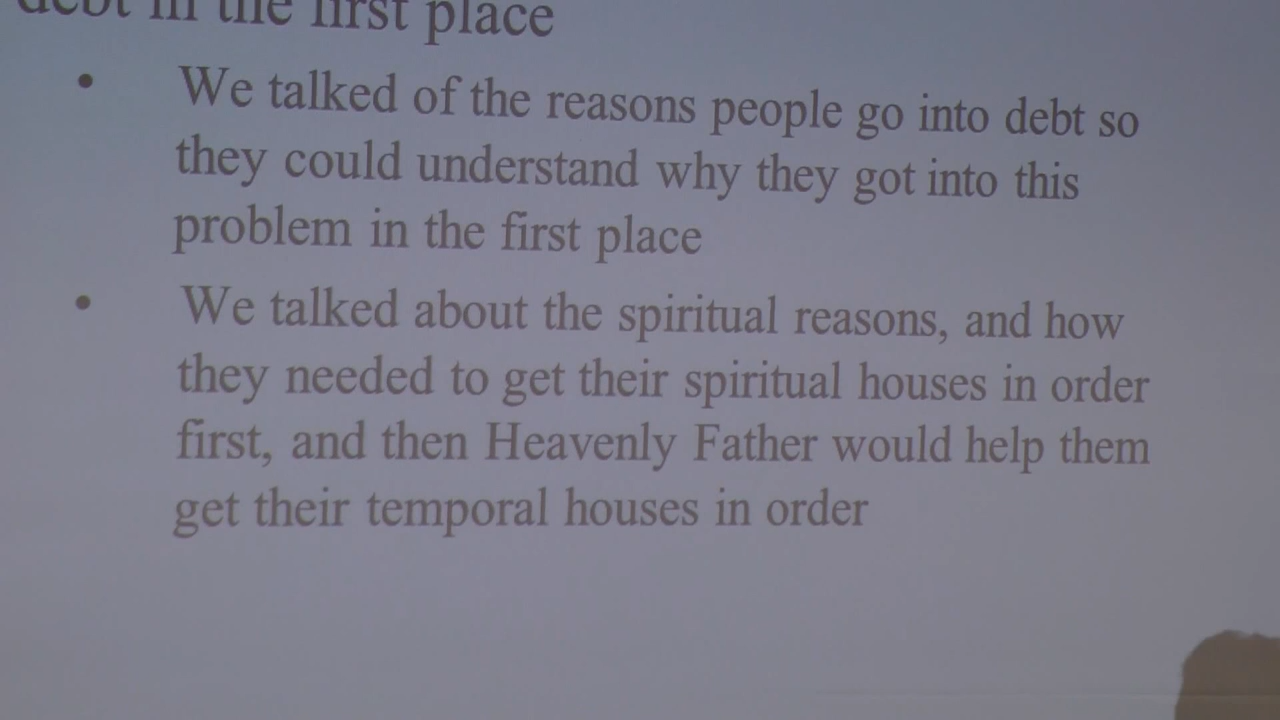 debt in the first place
• We talked of the reasons people go into debt so
they could understand why they got into this
problem in the first place
• We talked about the spiritual reasons, and how
they needed to get their spiritual houses in order
first, and then Heavenly Father would help them
get their temporal houses in order